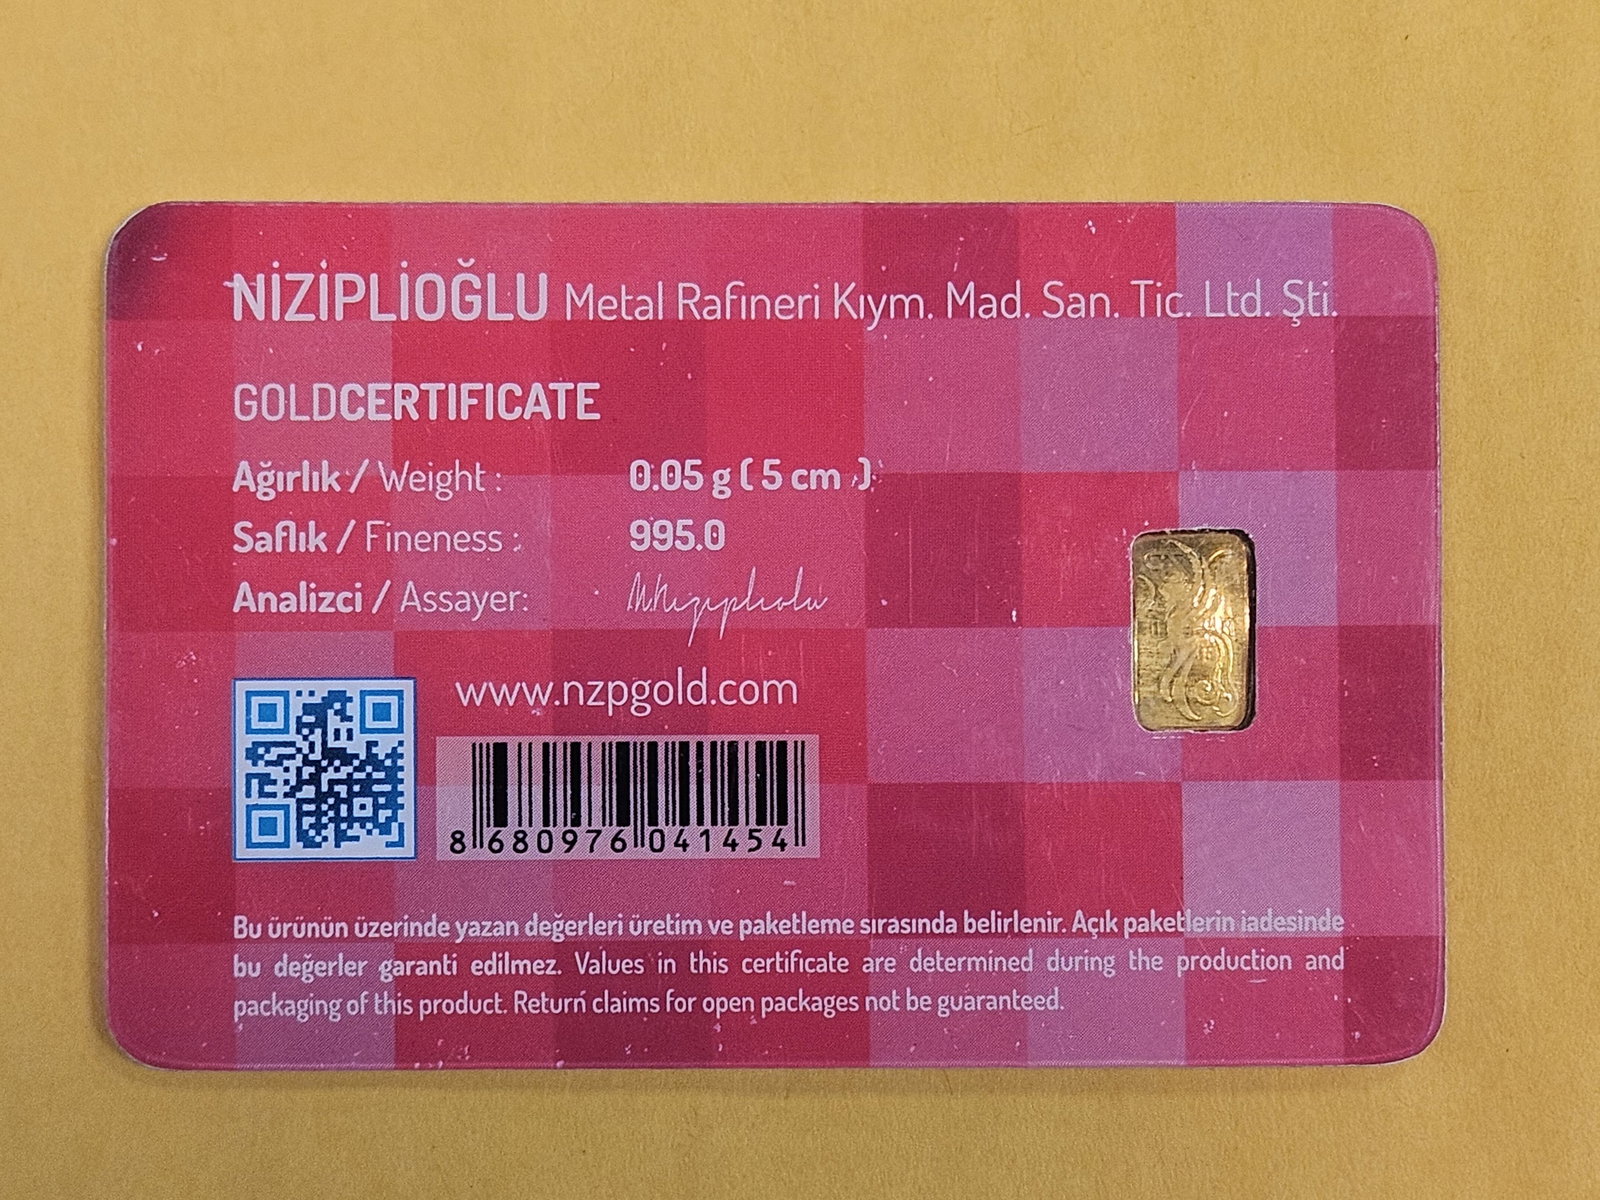 NİZİPLİOĞLU Metal Rafineri Kıym. Mad. San. Tic. Ltd. Şti.
GOLDCERTIFICATE
Ağırlık / Weight : 0.05 g ( 5 cm )
Saflık / Fineness : 995.0
Analizci / Assayer: N.Niziplioğlu
www.nzpgold.com
8 680976 041454
Bu ürünün üzerinde yazan değerleri üretim ve paketleme sırasında belirlenir. Açık paketlerin iadesinde
bu değerler garanti edilmez. Values in this certificate are determined during the production and
packaging of this product. Return claims for open packages not be guaranteed.